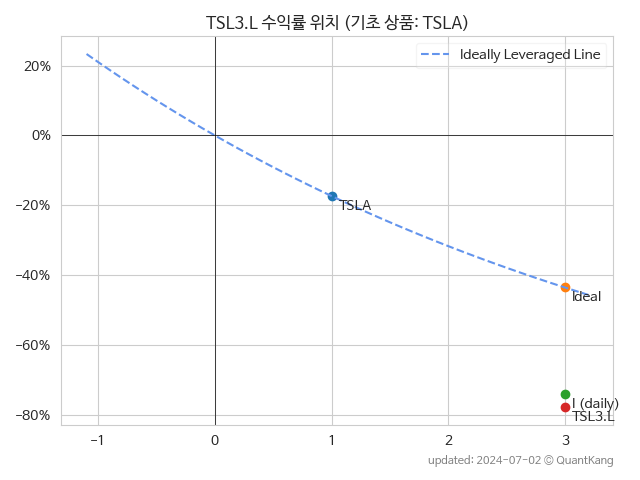 TSL3.L 수익률 위치 (기초 상품: TSLA)
Ideally Leveraged Line
20%
0%
−20%
−40%
−60%
−80%
TSLA
Ideal
I (daily)
TSL3.L
−1
0
1
2
3
updated: 2024-07-02 © QuantKang